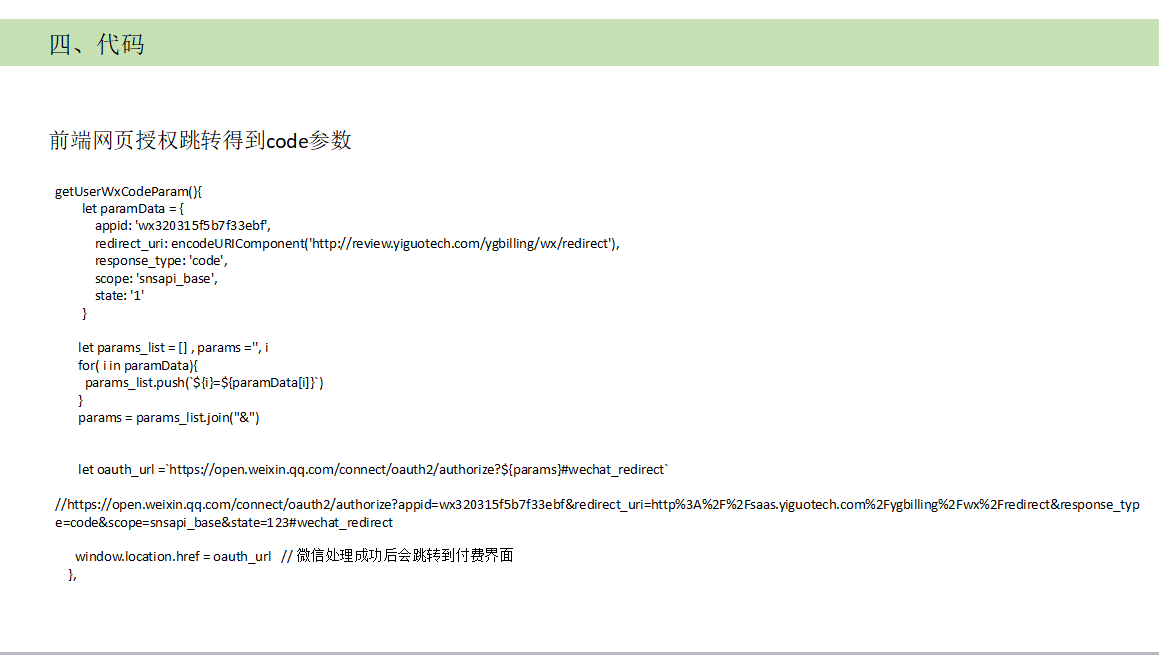 四、代码
前端网页授权跳转得到code参数
getUserWxCodeParam(){
let paramData = {
appid: 'wx320315f5b7f33ebf',
redirect_uri: encodeURIComponent('http://review.yiguotech.com/ygbilling/wx/redirect'),
response_type: 'code',
scope: 'snsapi_base',
state: '1'
}
let params_list = [] , params ='', i
for( i in paramData){
params_list.push(`${i}=${paramData[i]}`)
}
params = params_list.join("&")
let oauth_url =`https://open.weixin.qq.com/connect/oauth2/authorize?${params}#wechat_redirect`
//https://open.weixin.qq.com/connect/oauth2/authorize?appid=wx320315f5b7f33ebf&redirect_uri=http%3A%2F%2Fsaas.yiguotech.com%2Fygbilling%2Fwx%2Fredirect&response_typ
e=code&scope=snsapi_base&state=123#wechat_redirect
window.location.href = oauth_url // 微信处理成功后会跳转到付费界面
},